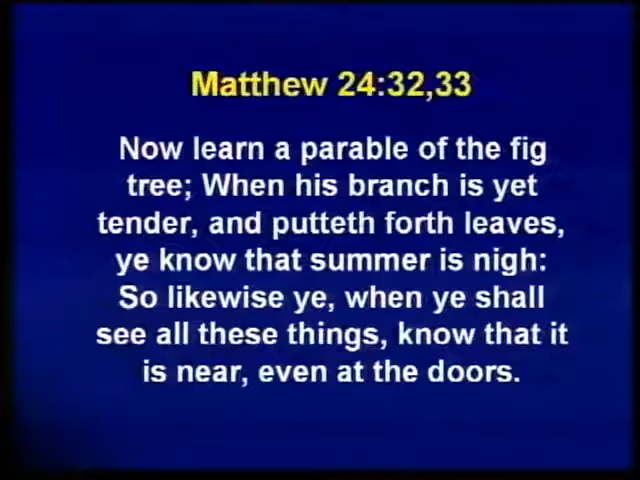 Matthew 24:32,33
Now learn a parable of the fig
tree; When his branch is yet
tender, and putteth forth leaves,
ye know that summer is nigh:
So likewise ye, when ye shall
see all these things, know that it
is near, even at the doors.